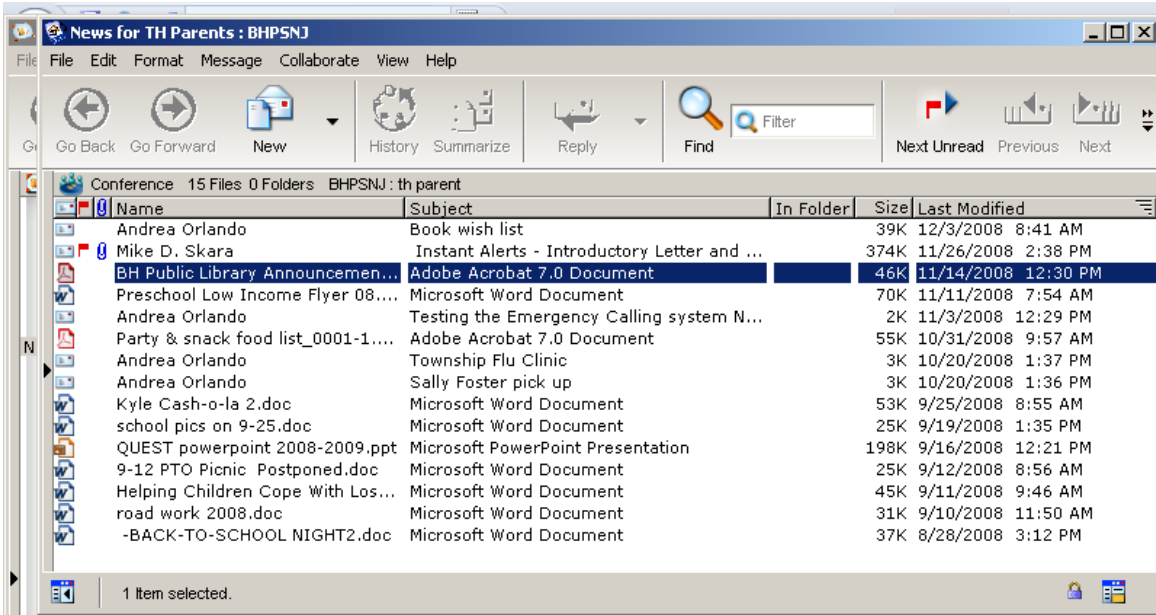 News for TH Parents : BHPSNJ
File File Edit Format Message Collaborate View Help
Filter
Go Go Back Go Forward New History Summarize Reply Find Next Unread Previous Next
Conference 15 Files 0 Folders BHPSNJ : th parent
Name Subject In Folder Size Last Modified
Andrea Orlando Book wish list 39K 12/3/2008 8:41 AM
Mike D. Skara Instant Alerts - Introductory Letter and ... 374K 11/26/2008 2:38 PM
BH Public Library Announcemen... Adobe Acrobat 7.0 Document 46K 11/14/2008 12:30 PM
Preschool Low Income Flyer 08.... Microsoft Word Document 70K 11/11/2008 7:54 AM
Andrea Orlando Testing the Emergency Calling system N... 2K 11/3/2008 12:29 PM
Party & snack food list_0001-1.... Adobe Acrobat 7.0 Document 55K 10/31/2008 9:57 AM
Andrea Orlando Township Flu Clinic 3K 10/20/2008 1:37 PM
Andrea Orlando Sally Foster pick up 3K 10/20/2008 1:36 PM
Kyle Cash-o-la 2.doc Microsoft Word Document 53K 9/25/2008 8:55 AM
school pics on 9-25.doc Microsoft Word Document 25K 9/19/2008 1:35 PM
QUEST powerpoint 2008-2009.ppt Microsoft PowerPoint Presentation 198K 9/16/2008 12:21 PM
9-12 PTO Picnic Postponed.doc Microsoft Word Document 25K 9/12/2008 8:56 AM
Helping Children Cope With Los... Microsoft Word Document 45K 9/11/2008 9:46 AM
road work 2008.doc Microsoft Word Document 31K 9/10/2008 11:50 AM
-BACK-TO-SCHOOL NIGHT2.doc Microsoft Word Document 37K 8/28/2008 3:12 PM
N
1 Item selected.